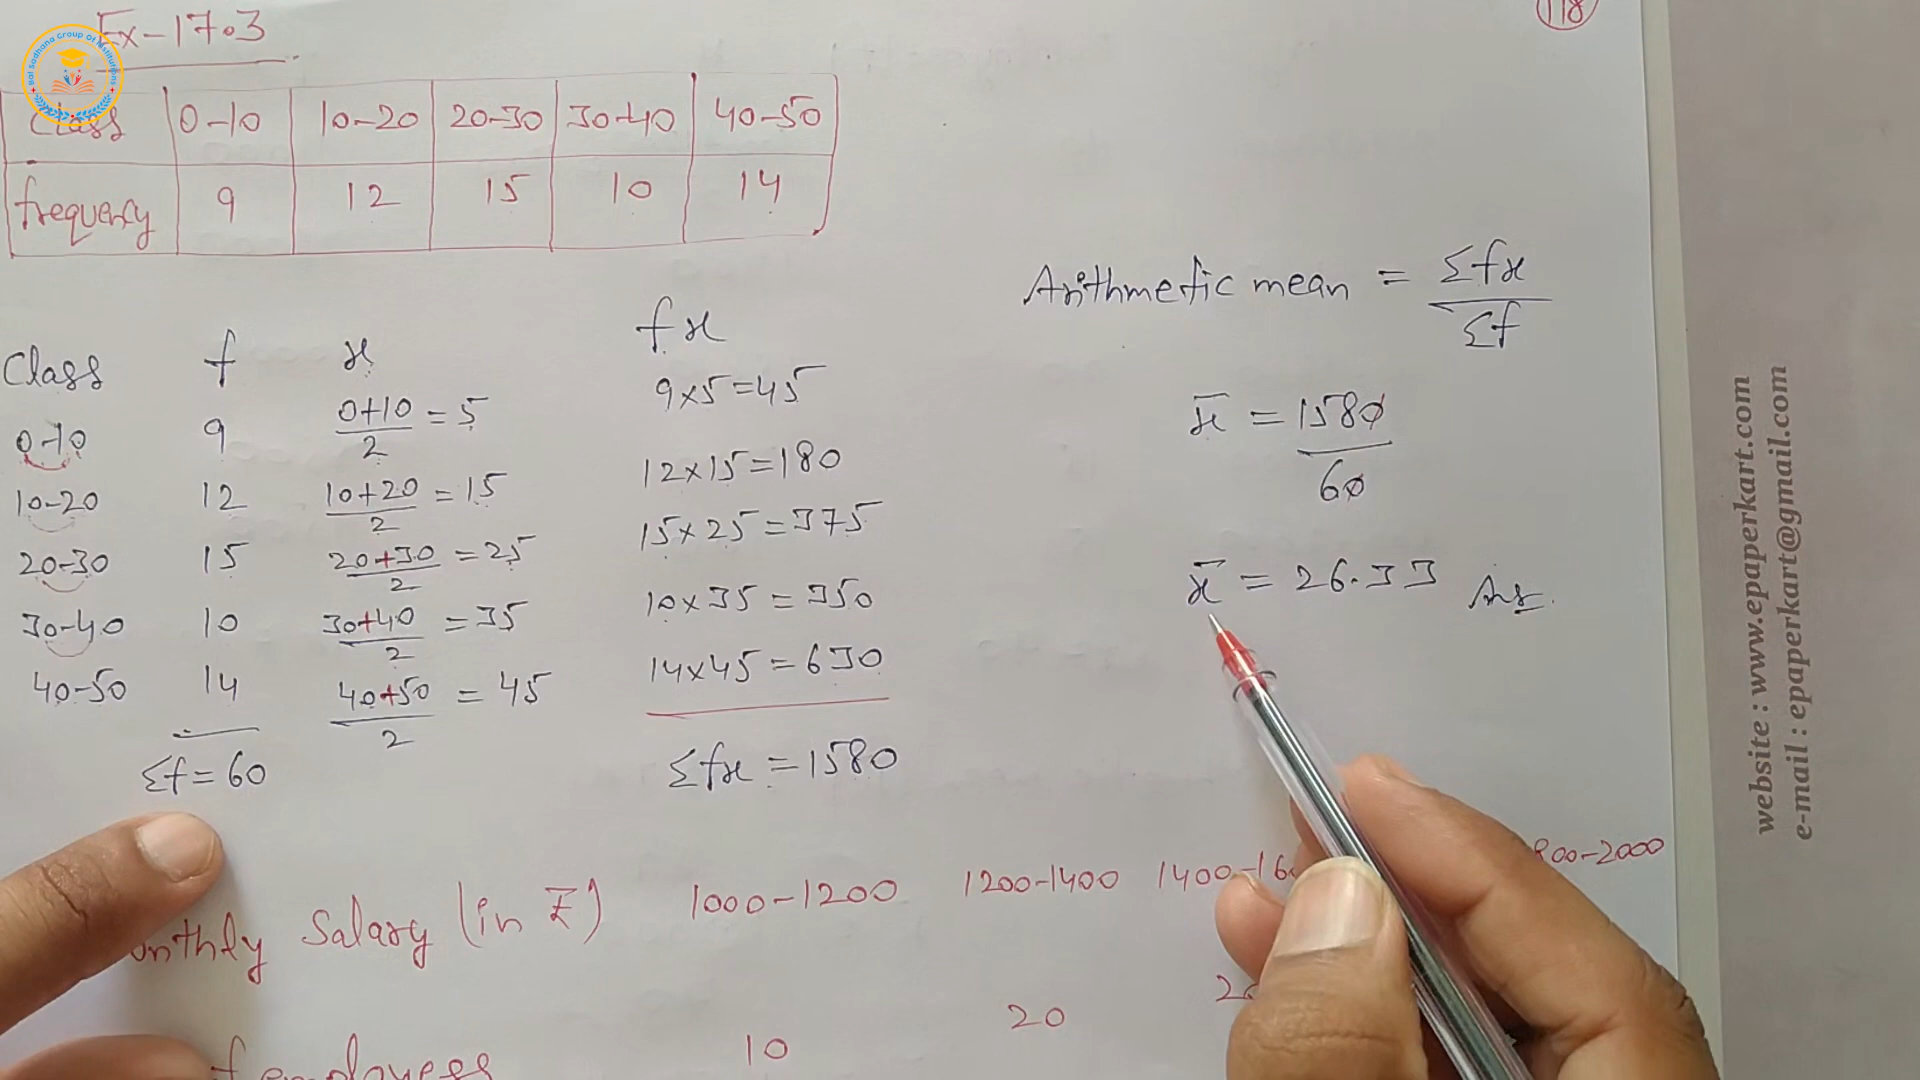 118
Ex-17.3
Bal Sadhana Group Of Institutions
Class 0-10 10-20 20-30 30-40 40-50
frequency 9 12 15 10 14
Arithmetic mean = Σfx / Σf
Class f x fx
0-10 9 0+10/2 = 5 9×5=45
10-20 12 10+20/2 = 15 12×15=180
20-30 15 20+30/2 = 25 15×25=375
30-40 10 30+40/2 = 35 10×35=350
40-50 14 40+50/2 = 45 14×45=630
Σf=60 Σfx=1580
x̄ = 1580/60
x̄ = 26.33 Ans.
Salary (in ₹) 1000-1200 1200-1400
10 20
website : www.epaperkart.com
e-mail : epaperkart@gmail.com